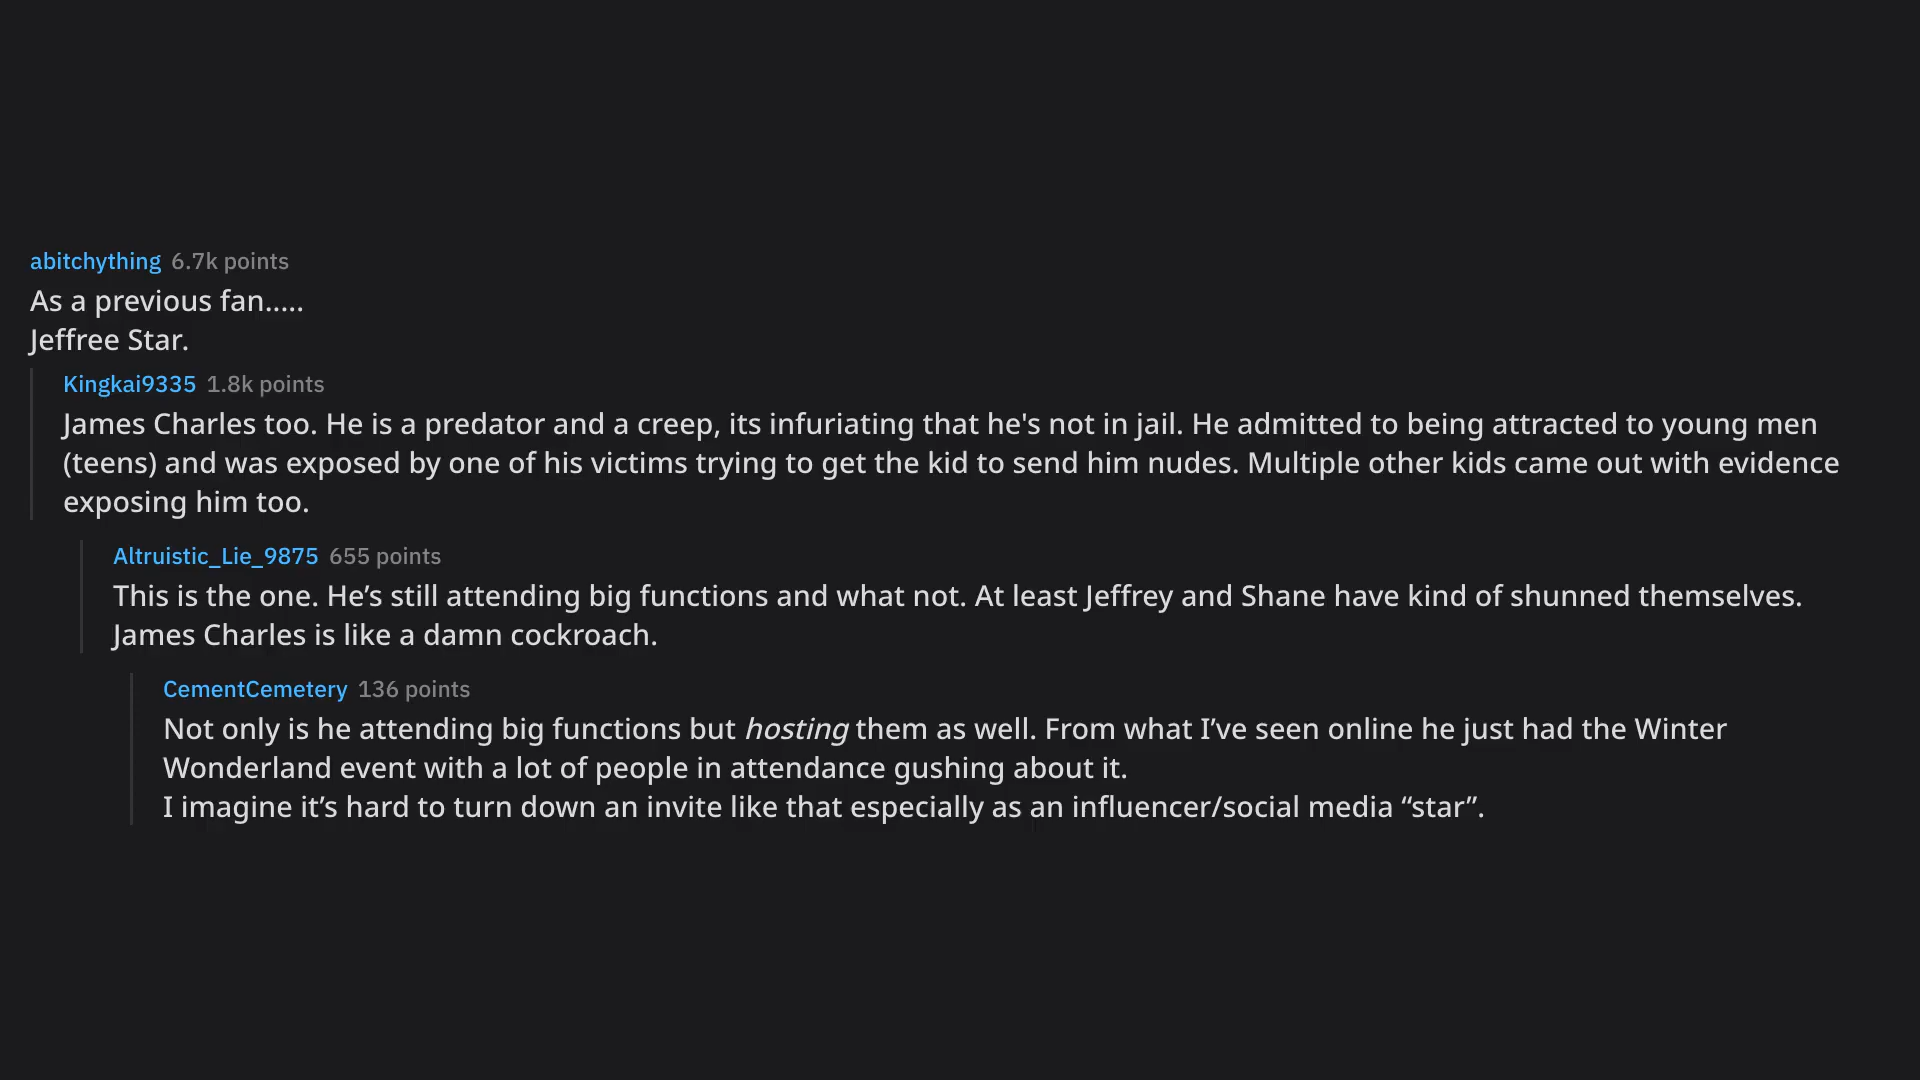 abitchything 6.7k points
As a previous fan.....
Jeffree Star.
Kingkai9335 1.8k points
James Charles too. He is a predator and a creep, its infuriating that he's not in jail. He admitted to being attracted to young men
(teens) and was exposed by one of his victims trying to get the kid to send him nudes. Multiple other kids came out with evidence
exposing him too.
Altruistic_Lie_9875 655 points
This is the one. He’s still attending big functions and what not. At least Jeffrey and Shane have kind of shunned themselves.
James Charles is like a damn cockroach.
CementCemetery 136 points
Not only is he attending big functions but hosting them as well. From what I’ve seen online he just had the Winter
Wonderland event with a lot of people in attendance gushing about it.
I imagine it’s hard to turn down an invite like that especially as an influencer/social media “star”.